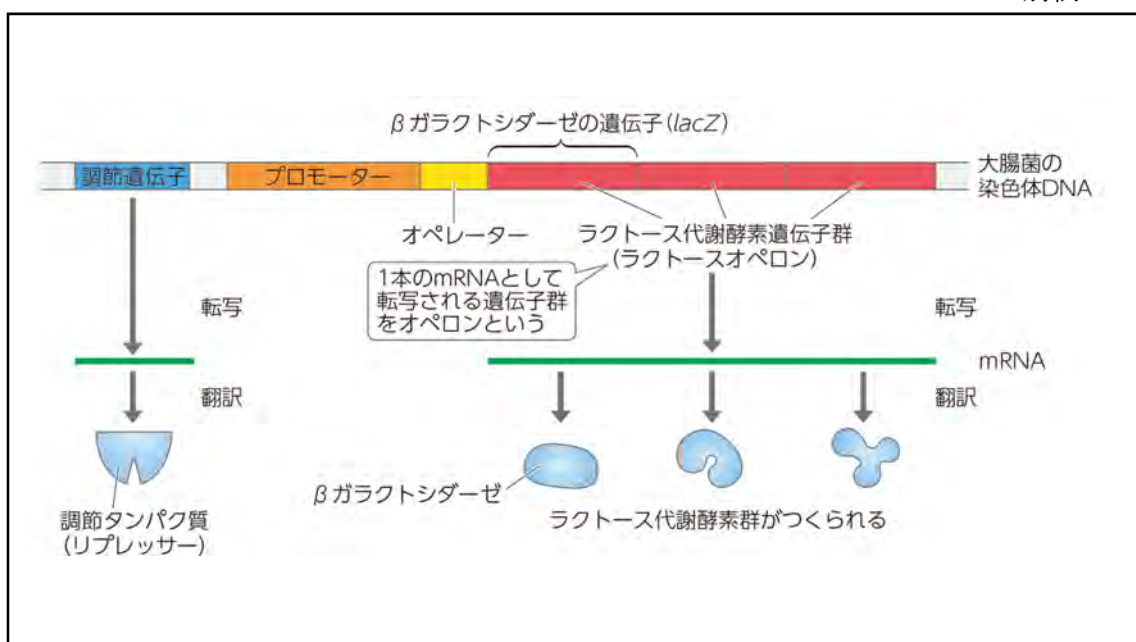 βガラクトシダーゼの遺伝子(lacZ)
調節遺伝子
プロモーター
大腸菌の
染色体DNA
オペレーター
ラクトース代謝酵素遺伝子群
(ラクトースオペロン)
1本のmRNAとして
転写される遺伝子群
をオペロンという
転写
転写
mRNA
翻訳
翻訳
βガラクトシダーゼ
調節タンパク質
(リプレッサー)
ラクトース代謝酵素群がつくられる